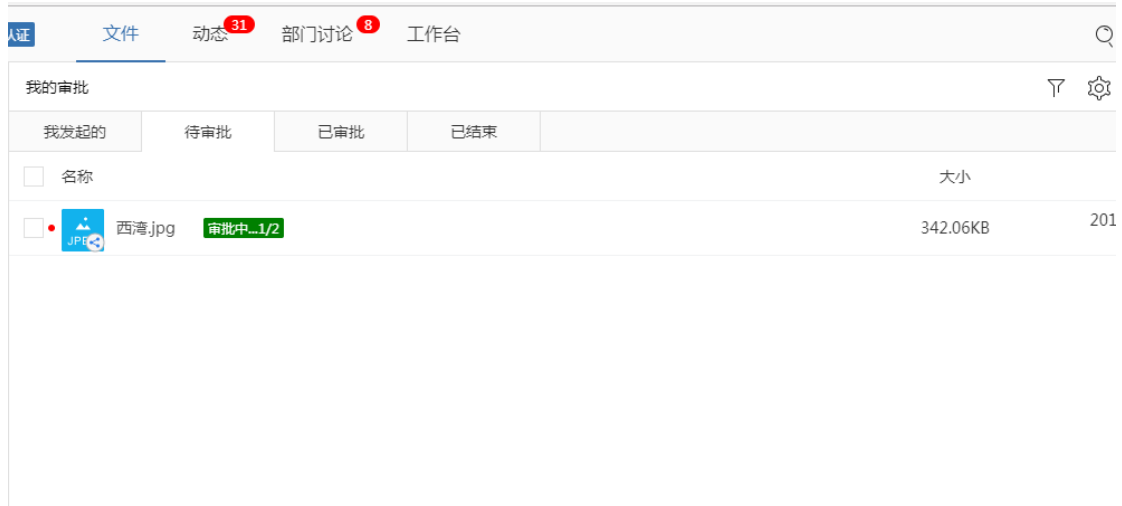 认证 文件 动态 31 部门讨论 8 工作台
我的审批
我发起的 待审批 已审批 已结束
名称 大小
西湾.jpg 审批中...1/2 342.06KB 201
JPEG